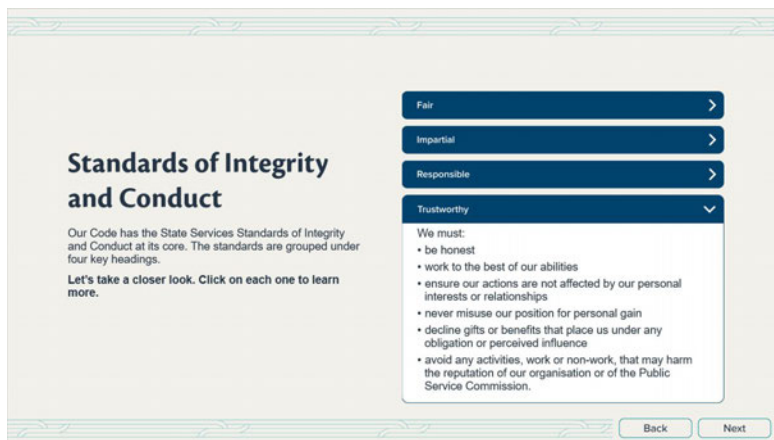 Standards of Integrity
and Conduct
Our Code has the State Services Standards of Integrity
and Conduct at its core. The standards are grouped under
four key headings.
Let's take a closer look. Click on each one to learn
more.
Fair
Impartial
Responsible
Trustworthy
We must:
• be honest
• work to the best of our abilities
• ensure our actions are not affected by our personal
interests or relationships
• never misuse our position for personal gain
• decline gifts or benefits that place us under any
obligation or perceived influence
• avoid any activities, work or non-work, that may harm
the reputation of our organisation or of the Public
Service Commission.
Back
Next